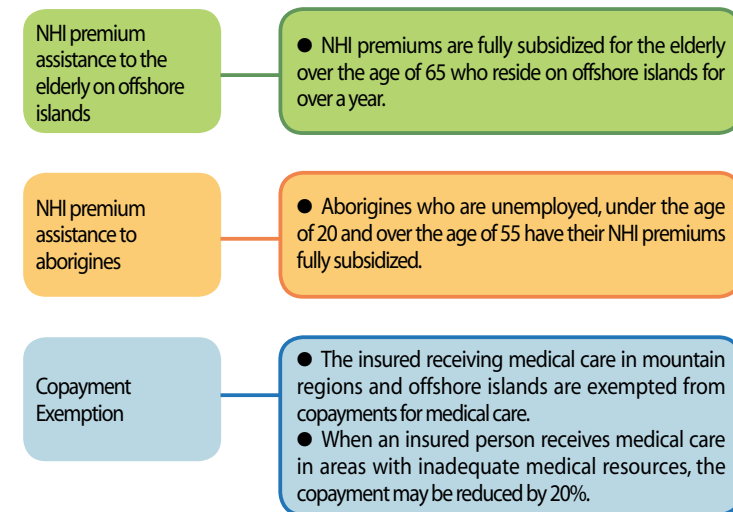 NHI premium
assistance to the
elderly on offshore
islands
● NHI premiums are fully subsidized for the elderly
over the age of 65 who reside on offshore islands for
over a year.
NHI premium
assistance to
aborigines
● Aborigines who are unemployed, under the age
of 20 and over the age of 55 have their NHI premiums
fully subsidized.
Copayment
Exemption
● The insured receiving medical care in mountain
regions and offshore islands are exempted from
copayments for medical care.
● When an insured person receives medical care
in areas with inadequate medical resources, the
copayment may be reduced by 20%.